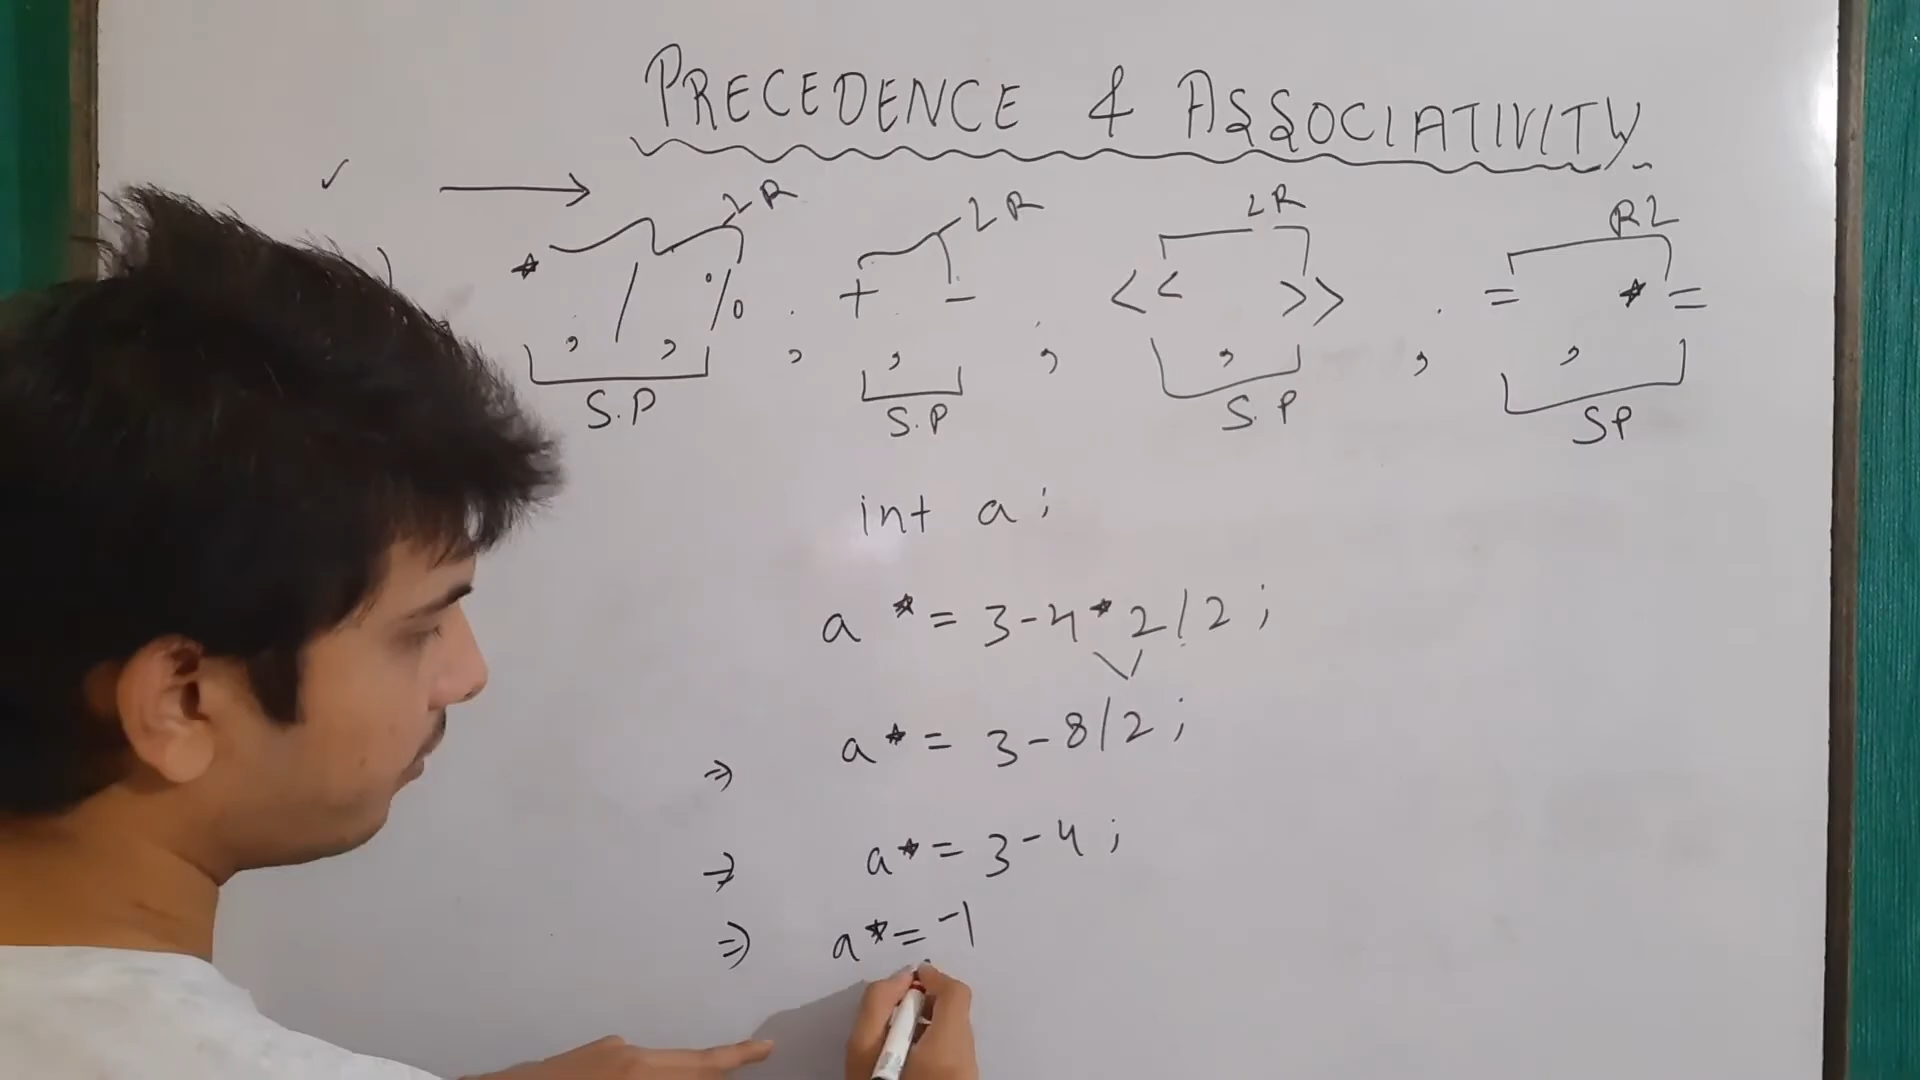 PRECEDENCE & ASSOCIATIVITY
LR LR LR RL
* , / , % ; + , - ; << , >> ; = , *=
S.P S.P S.P SP
int a;
a *= 3-4*2/2;
⇒ a*= 3-8/2;
⇒ a*= 3-4;
⇒ a*= -1